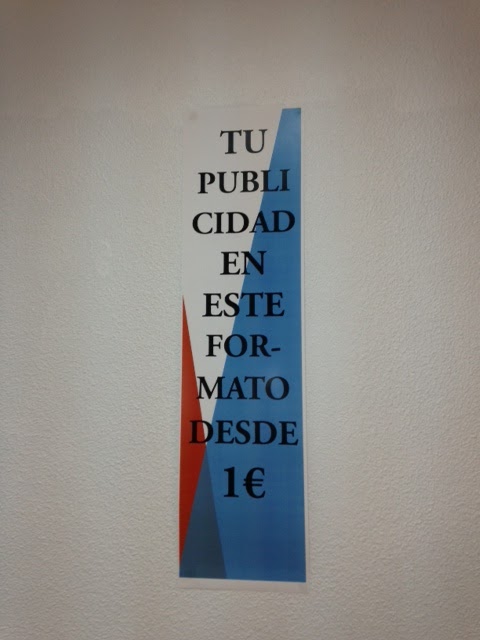 TU
PUBLI
CIDAD
EN
ESTE
FOR-
MATO
DESDE
1€